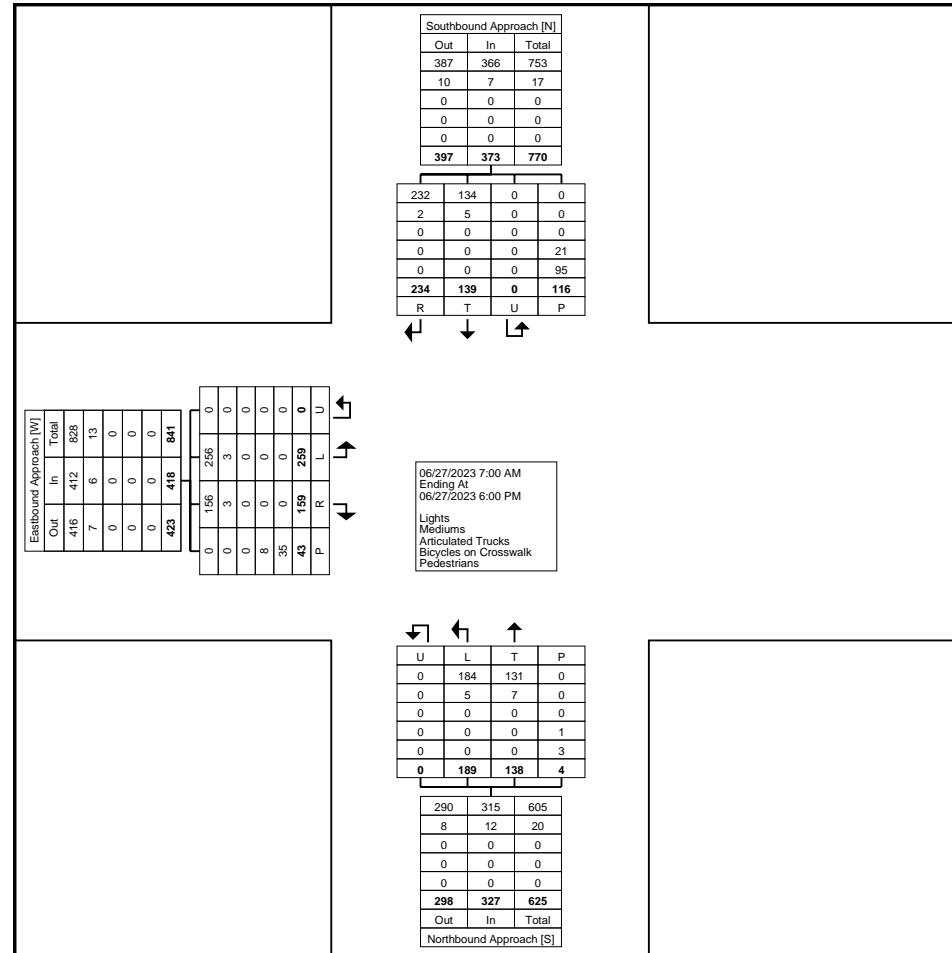 Southbound Approach [N]
Out In Total
387 366 753
10 7 17
0 0 0
0 0 0
0 0 0
397 373 770
232 134 0 0
2 5 0 0
0 0 0 0
0 0 0 21
0 0 0 95
234 139 0 116
R T U P
Eastbound Approach [W]
Out In Total
416 412 828
7 6 13
0 0 0
0 0 0
0 0 0
423 418 841
0 156 256 0
0 3 3 0
0 0 0 0
8 0 0 0
35 0 0 0
43 159 259 0
P R L U
06/27/2023 7:00 AM
Ending At
06/27/2023 6:00 PM
Lights
Mediums
Articulated Trucks
Bicycles on Crosswalk
Pedestrians
U L T P
0 184 131 0
0 5 7 0
0 0 0 0
0 0 0 1
0 0 0 3
0 189 138 4
290 315 605
8 12 20
0 0 0
0 0 0
0 0 0
298 327 625
Out In Total
Northbound Approach [S]